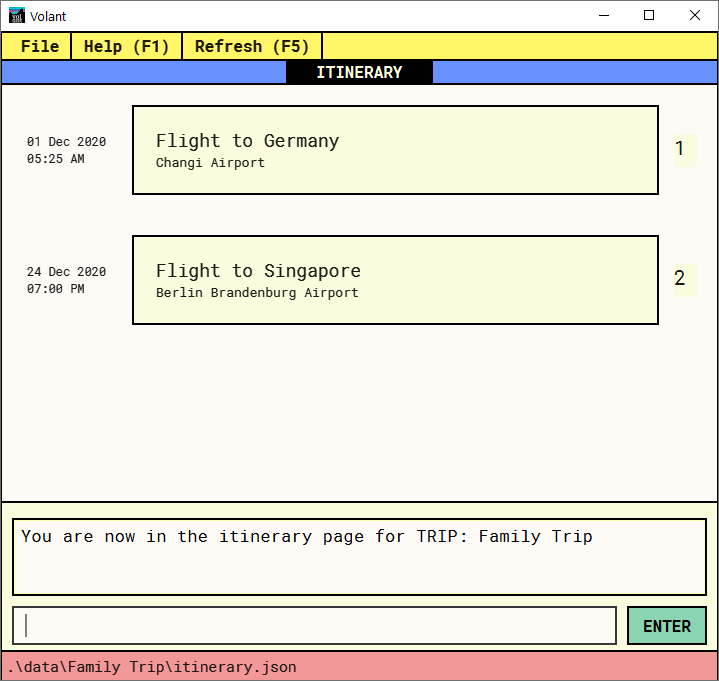 Volant
File Help (F1) Refresh (F5)
ITINERARY
01 Dec 2020
05:25 AM
Flight to Germany
Changi Airport
1
24 Dec 2020
07:00 PM
Flight to Singapore
Berlin Brandenburg Airport
2
You are now in the itinerary page for TRIP: Family Trip
ENTER
.\data\Family Trip\itinerary.json